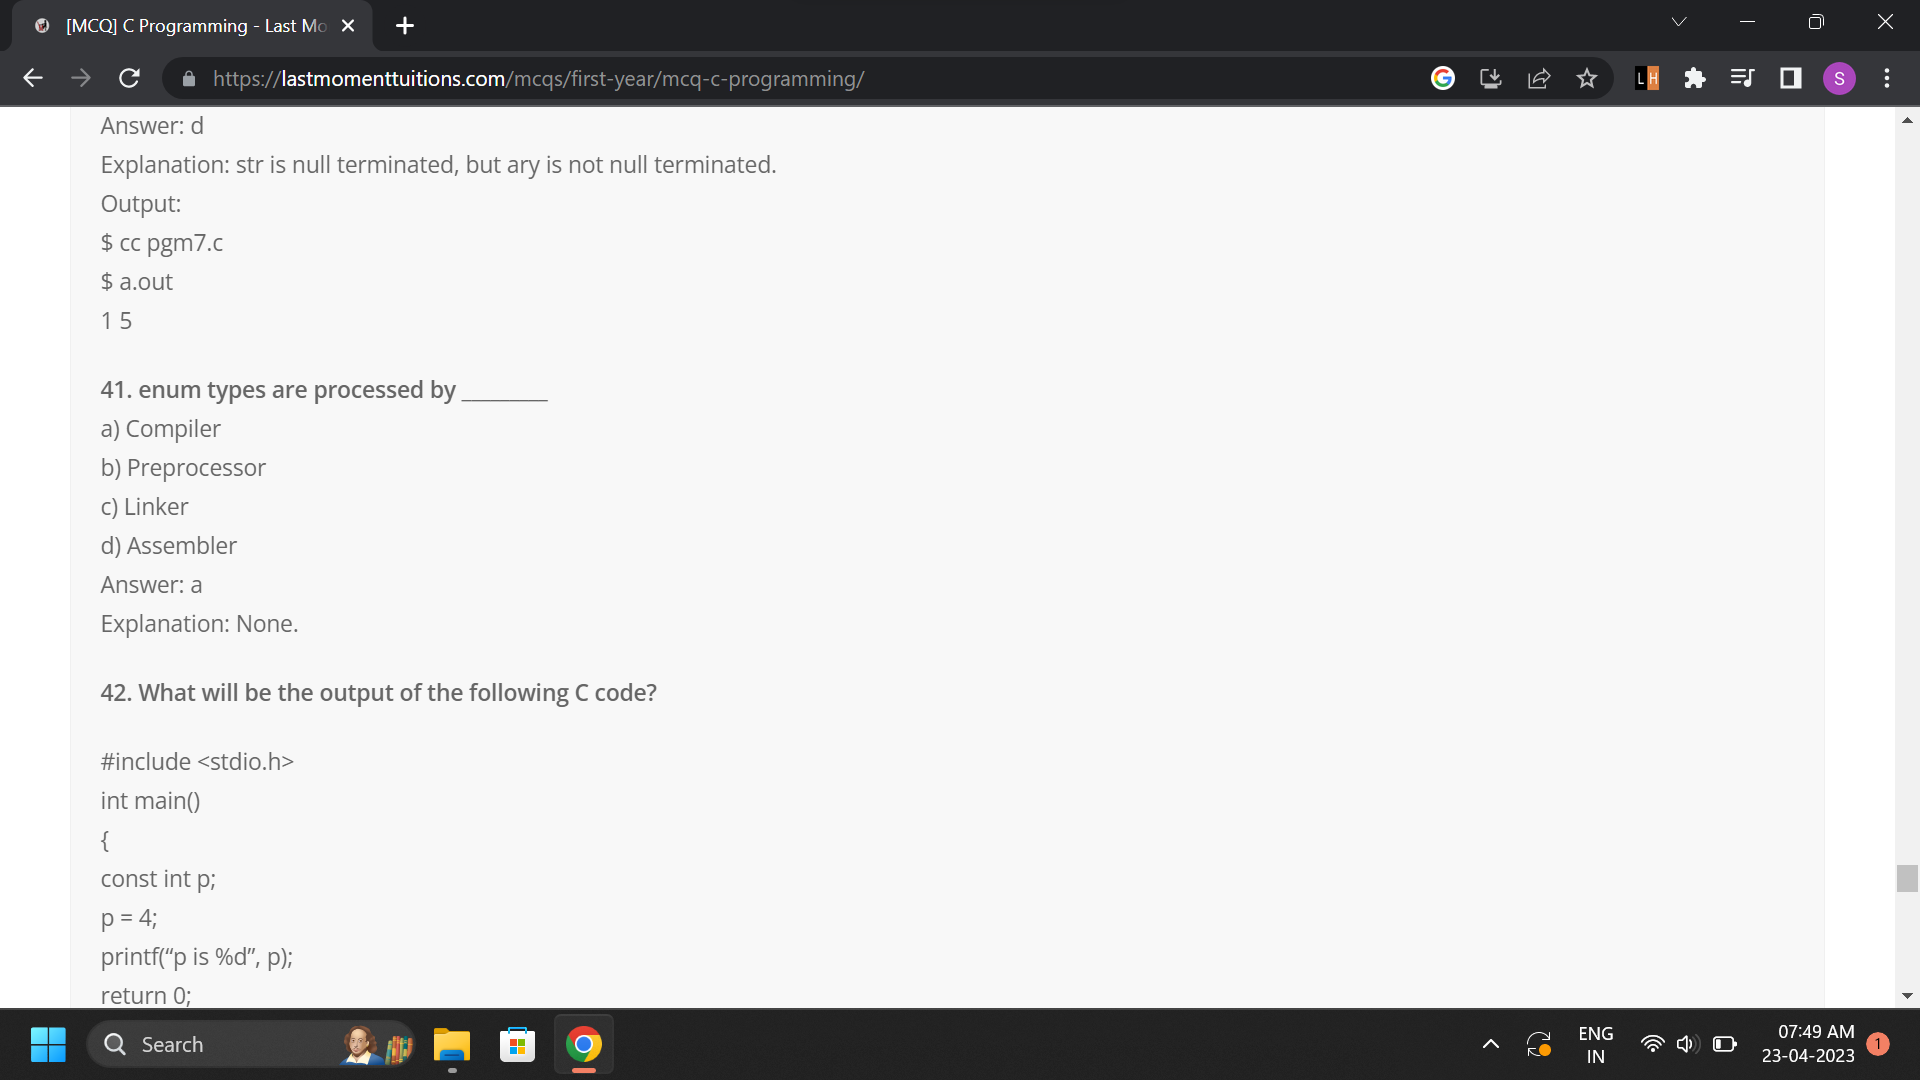 [MCQ] C Programming - Last Mo
https://lastmomenttuitions.com/mcqs/first-year/mcq-c-programming/
LH
S
Answer: d
Explanation: str is null terminated, but ary is not null terminated.
Output:
$ cc pgm7.c
$ a.out
1 5
41. enum types are processed by ________
a) Compiler
b) Preprocessor
c) Linker
d) Assembler
Answer: a
Explanation: None.
42. What will be the output of the following C code?
#include <stdio.h>
int main()
{
const int p;
p = 4;
printf(“p is %d”, p);
return 0;
Search
ENG
IN
07:49 AM
23-04-2023
1